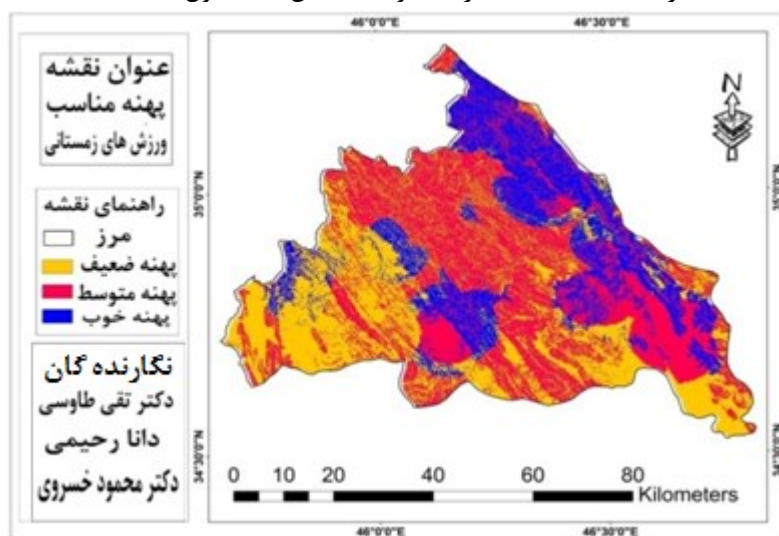 46°0'0"E
46°30'0"E
عنوان نقشه
پهنه مناسب
ورزش های زمستانی
N
35°0'0"N
راهنمای نقشه
مرز
پهنه ضعیف
پهنه متوسط
پهنه خوب
نگارنده گان
دکتر تقی طاوسی
دانا رحیمی
دکتر محمود خسروی
34°30'0"N
0 10 20 40 60 80
Kilometers
46°0'0"E
46°30'0"E